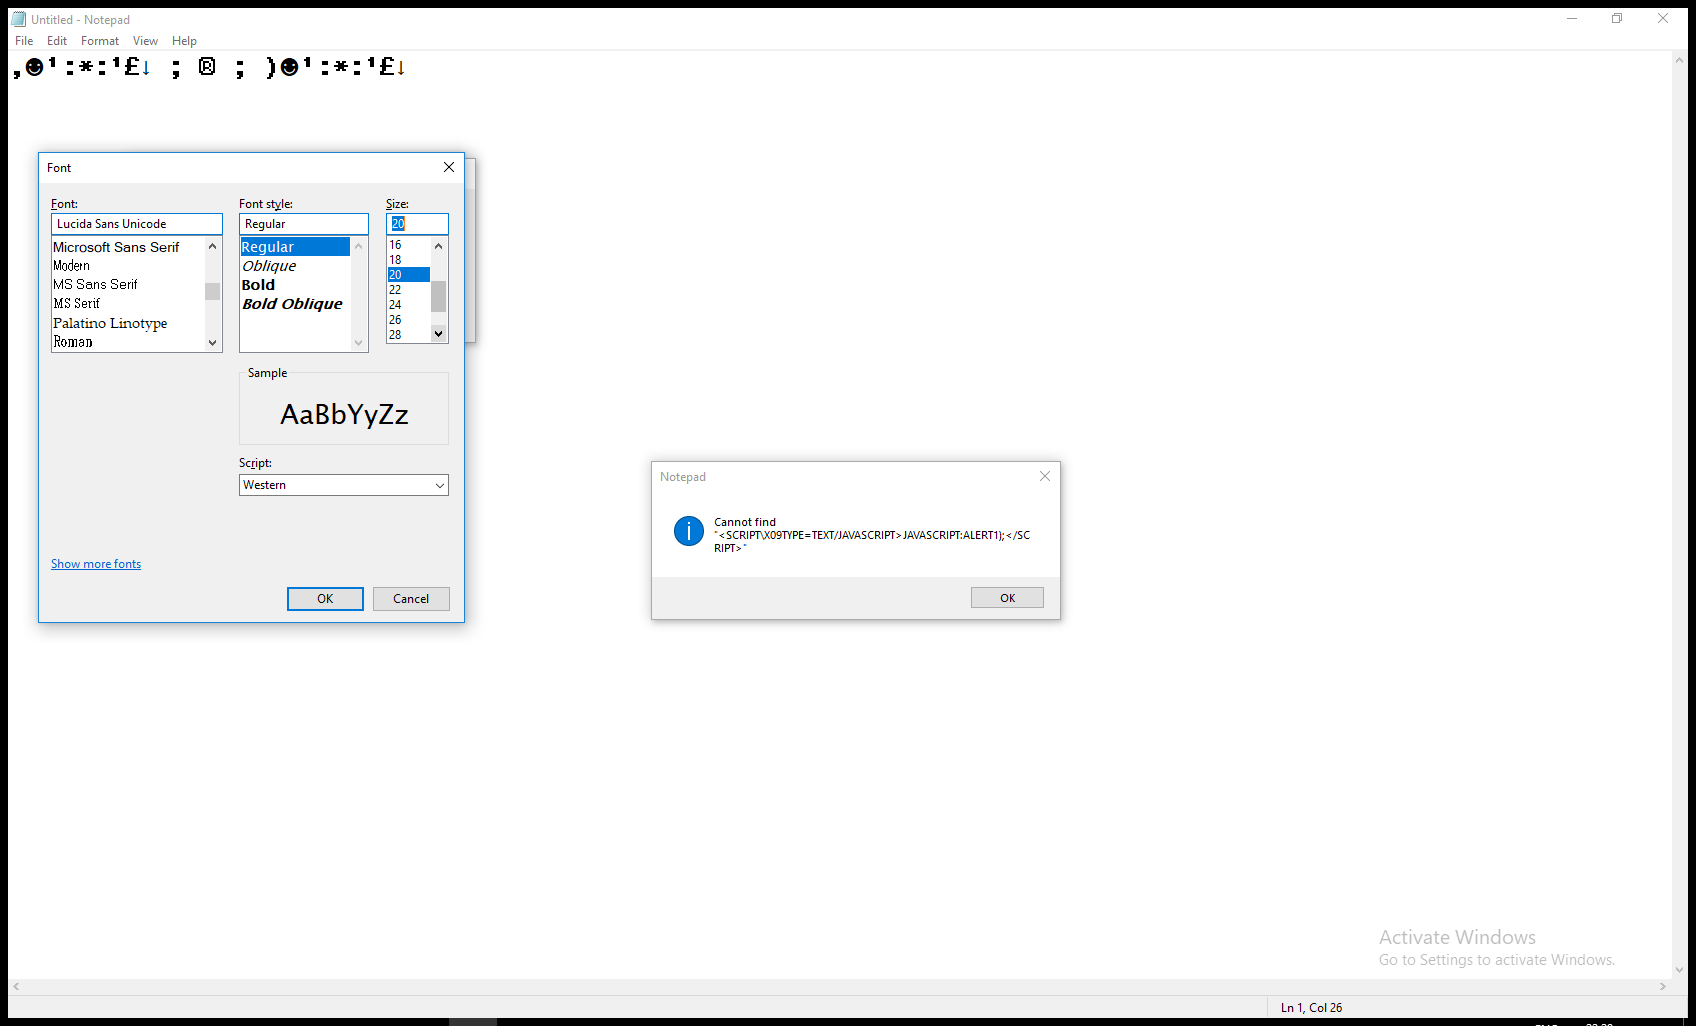 Untitled - Notepad
File Edit Format View Help
,☻¹:*:¹£↓ ; ® ; )☻¹:*:¹£↓
Font
Font: Font style: Size:
Lucida Sans Unicode Regular 20
Microsoft Sans Serif
Modern
MS Sans Serif
MS Serif
Palatino Linotype
Roman
Regular
Oblique
Bold
Bold Oblique
16
18
20
22
24
26
28
Sample
AaBbYyZz
Script:
Western
Show more fonts
OK Cancel
Notepad
Cannot find
"<SCRIPT\X09TYPE=TEXT/JAVASCRIPT>JAVASCRIPT:ALERT1);</SC
RIPT>"
OK
Activate Windows
Go to Settings to activate Windows.
Ln 1, Col 26